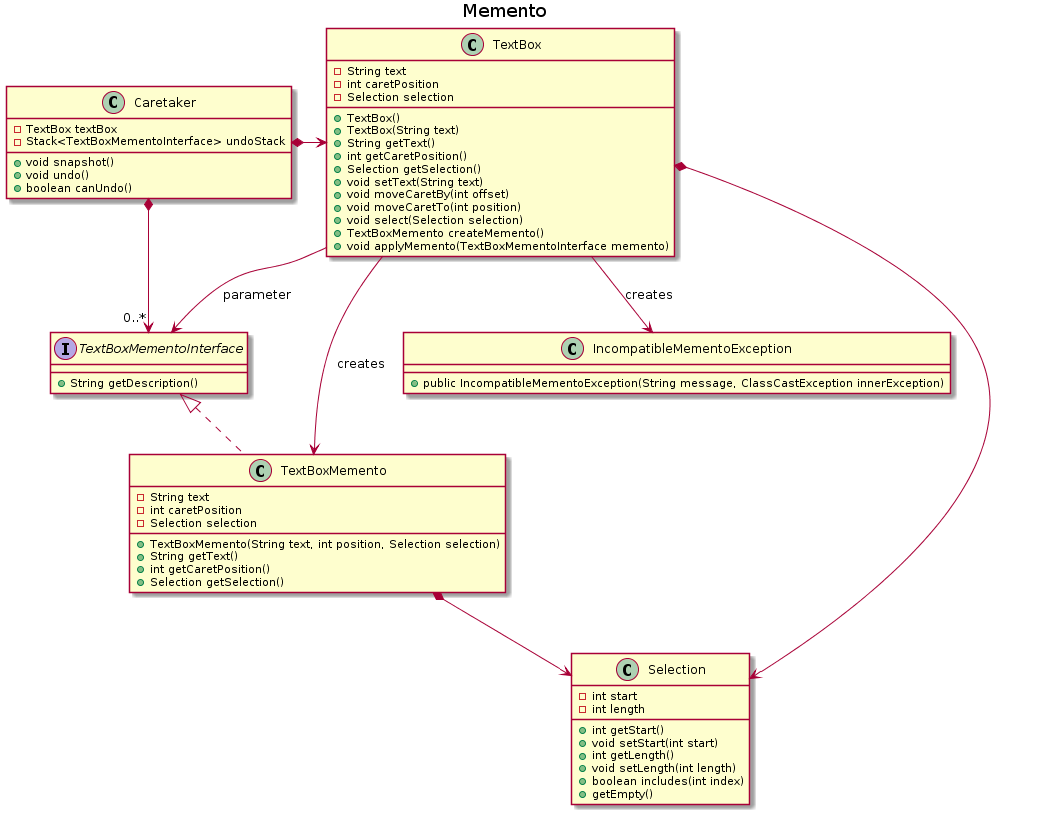 Memento
C TextBox
String text
int caretPosition
Selection selection
TextBox()
TextBox(String text)
String getText()
int getCaretPosition()
Selection getSelection()
void setText(String text)
void moveCaretBy(int offset)
void moveCaretTo(int position)
void select(Selection selection)
TextBoxMemento createMemento()
void applyMemento(TextBoxMementoInterface memento)
C Caretaker
TextBox textBox
Stack<TextBoxMementoInterface> undoStack
void snapshot()
void undo()
boolean canUndo()
parameter
creates
0..*
creates
I TextBoxMementoInterface
String getDescription()
C IncompatibleMementoException
public IncompatibleMementoException(String message, ClassCastException innerException)
C TextBoxMemento
String text
int caretPosition
Selection selection
TextBoxMemento(String text, int position, Selection selection)
String getText()
int getCaretPosition()
Selection getSelection()
C Selection
int start
int length
int getStart()
void setStart(int start)
int getLength()
void setLength(int length)
boolean includes(int index)
getEmpty()